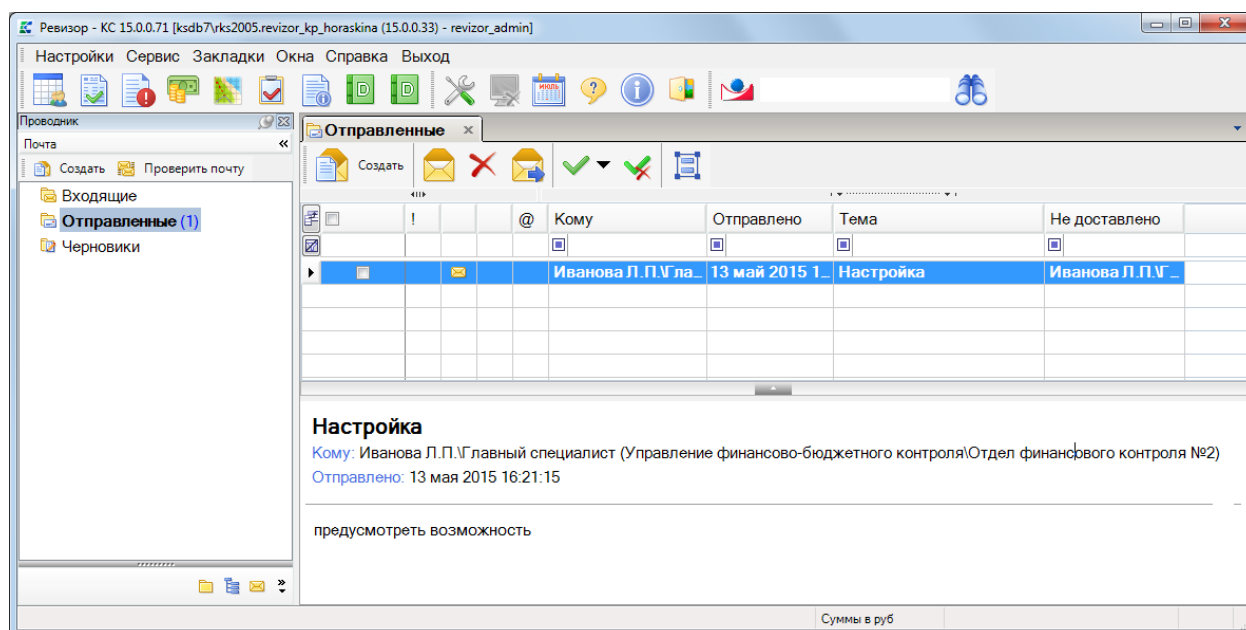 Ревизор - КС 15.0.0.71 [ksdb7\rks2005.revizor_kp_horaskina (15.0.0.33) - revizor_admin]
Настройки Сервис Закладки Окна Справка Выход
D D ИЮЛЬ ?
Проводник
Отправленные
Почта
Создать Проверить почту
Создать
Входящие
Отправленные (1)
Черновики
! @ Кому Отправлено Тема Не доставлено
Иванова Л.П.\Гла... 13 май 2015 1... Настройка Иванова Л.П.\Г...
Настройка
Кому: Иванова Л.П.\Главный специалист (Управление финансово-бюджетного контроля\Отдел финансового контроля №2)
Отправлено: 13 мая 2015 16:21:15
предусмотреть возможность
Суммы в руб